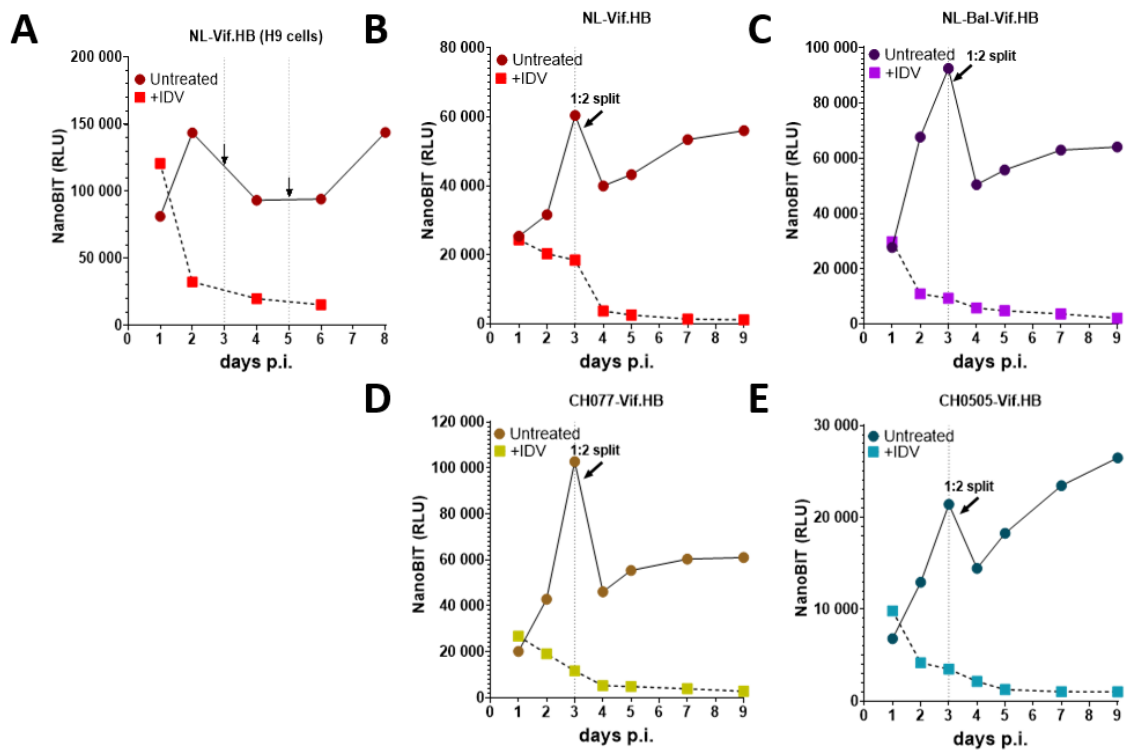 A
NL-Vif.HB (H9 cells)
200 000
150 000
100 000
50 000
0
NanoBiT (RLU)
Untreated
+IDV
1 2 3 4 5 6 7 8
days p.i.
B
NL-Vif.HB
80 000
60 000
40 000
20 000
0
NanoBiT (RLU)
Untreated
+IDV
1:2 split
0 1 2 3 4 5 6 7 8 9
days p.i.
C
NL-Bal-Vif.HB
100 000
80 000
60 000
40 000
20 000
0
NanoBiT (RLU)
Untreated
+IDV
1:2 split
0 1 2 3 4 5 6 7 8 9
days p.i.
D
CH077-Vif.HB
120 000
100 000
80 000
60 000
40 000
20 000
0
NanoBiT (RLU)
Untreated
+IDV
1:2 split
0 1 2 3 4 5 6 7 8 9
days p.i.
E
CH0505-Vif.HB
30 000
20 000
10 000
0
NanoBiT (RLU)
Untreated
+IDV
1:2 split
0 1 2 3 4 5 6 7 8 9
days p.i.